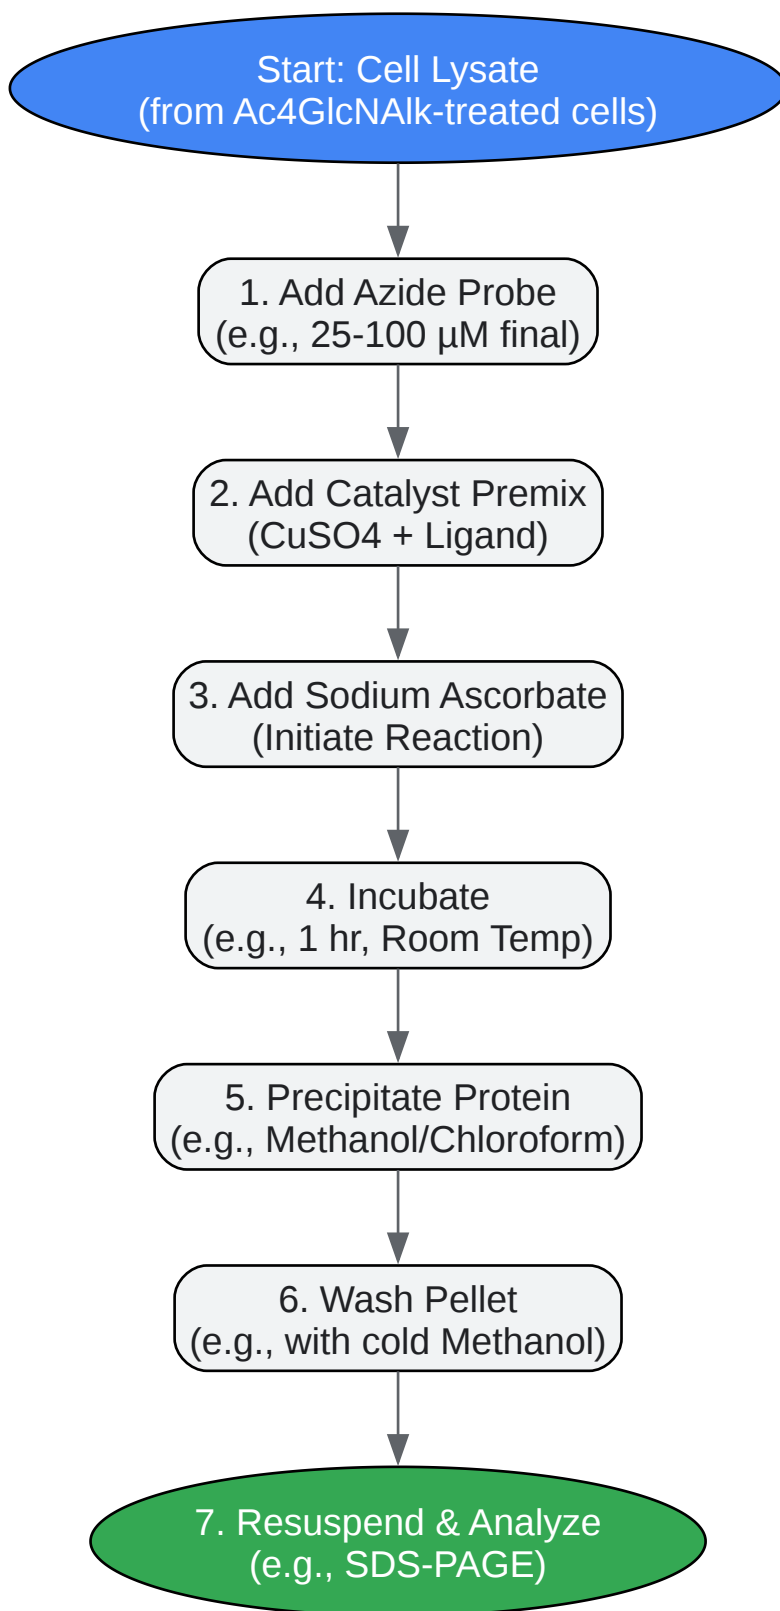 Start: Cell Lysate
(from Ac4GlcNAlk-treated cells)
1. Add Azide Probe
(e.g., 25-100 µM final)
2. Add Catalyst Premix
(CuSO4 + Ligand)
3. Add Sodium Ascorbate
(Initiate Reaction)
4. Incubate
(e.g., 1 hr, Room Temp)
5. Precipitate Protein
(e.g., Methanol/Chloroform)
6. Wash Pellet
(e.g., with cold Methanol)
7. Resuspend & Analyze
(e.g., SDS-PAGE)